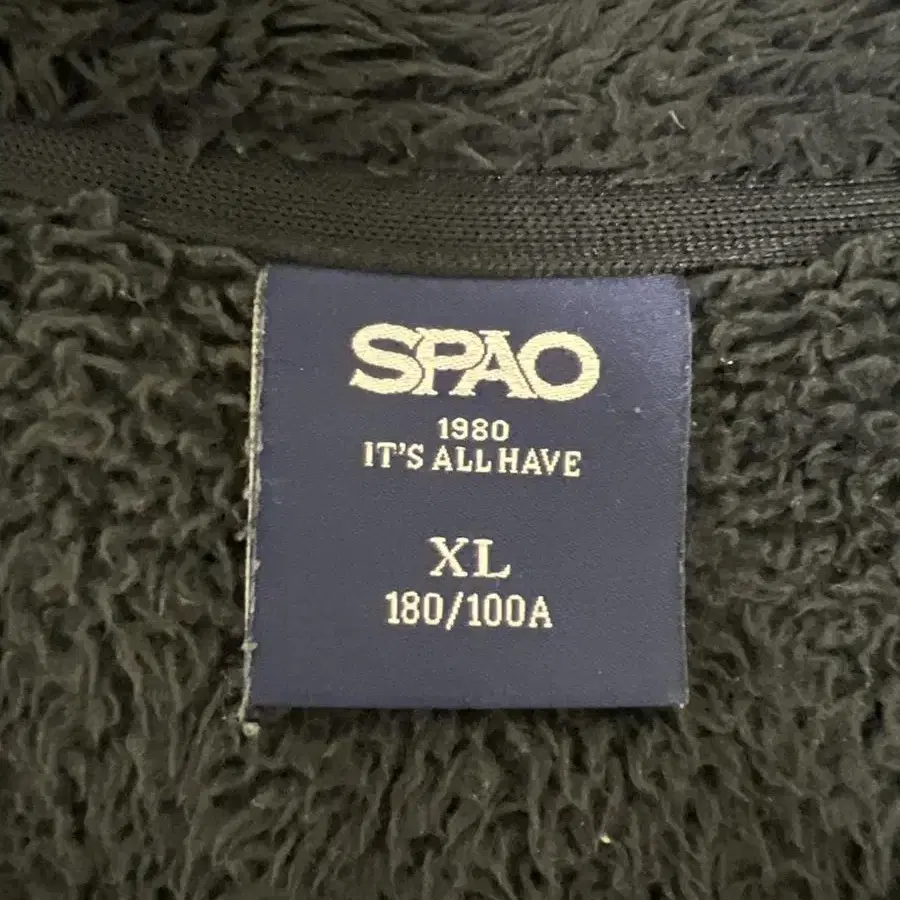 SPAO
1980
IT'S ALL HAVE
XL
180/100A